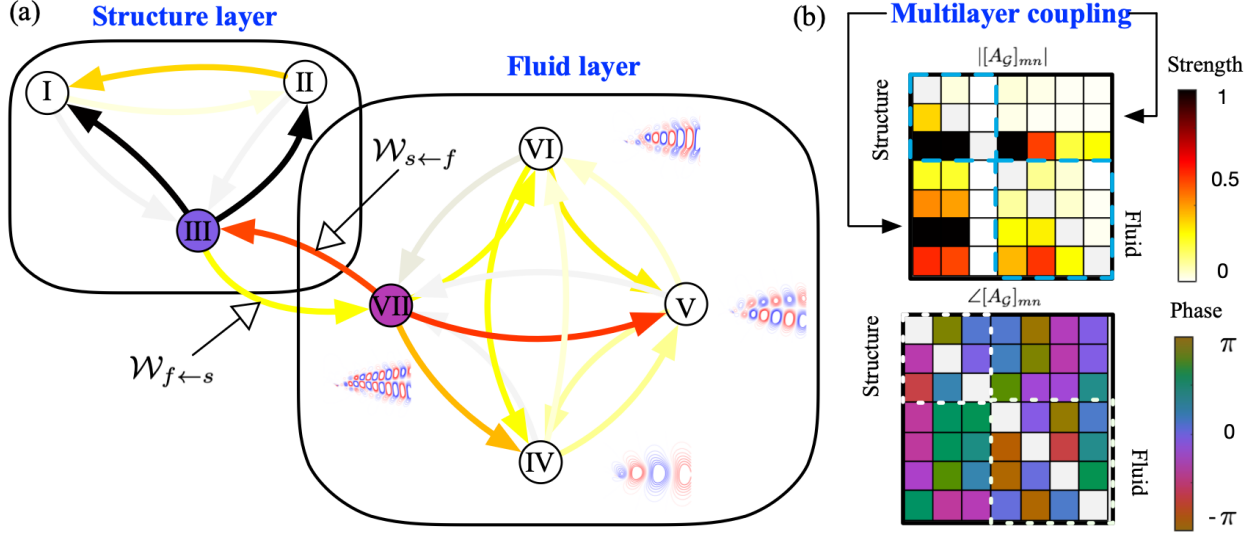 (a)
Structure layer
I
II
III
Fluid layer
VI
V
VII
IV
𝒲_{s←f}
𝒲_{f←s}
(b)
Multilayer coupling
|[A_𝒢]_{mn}|
Structure
Fluid
Strength
1
0.5
0
∠[A_𝒢]_{mn}
Structure
Fluid
Phase
π
0
-π